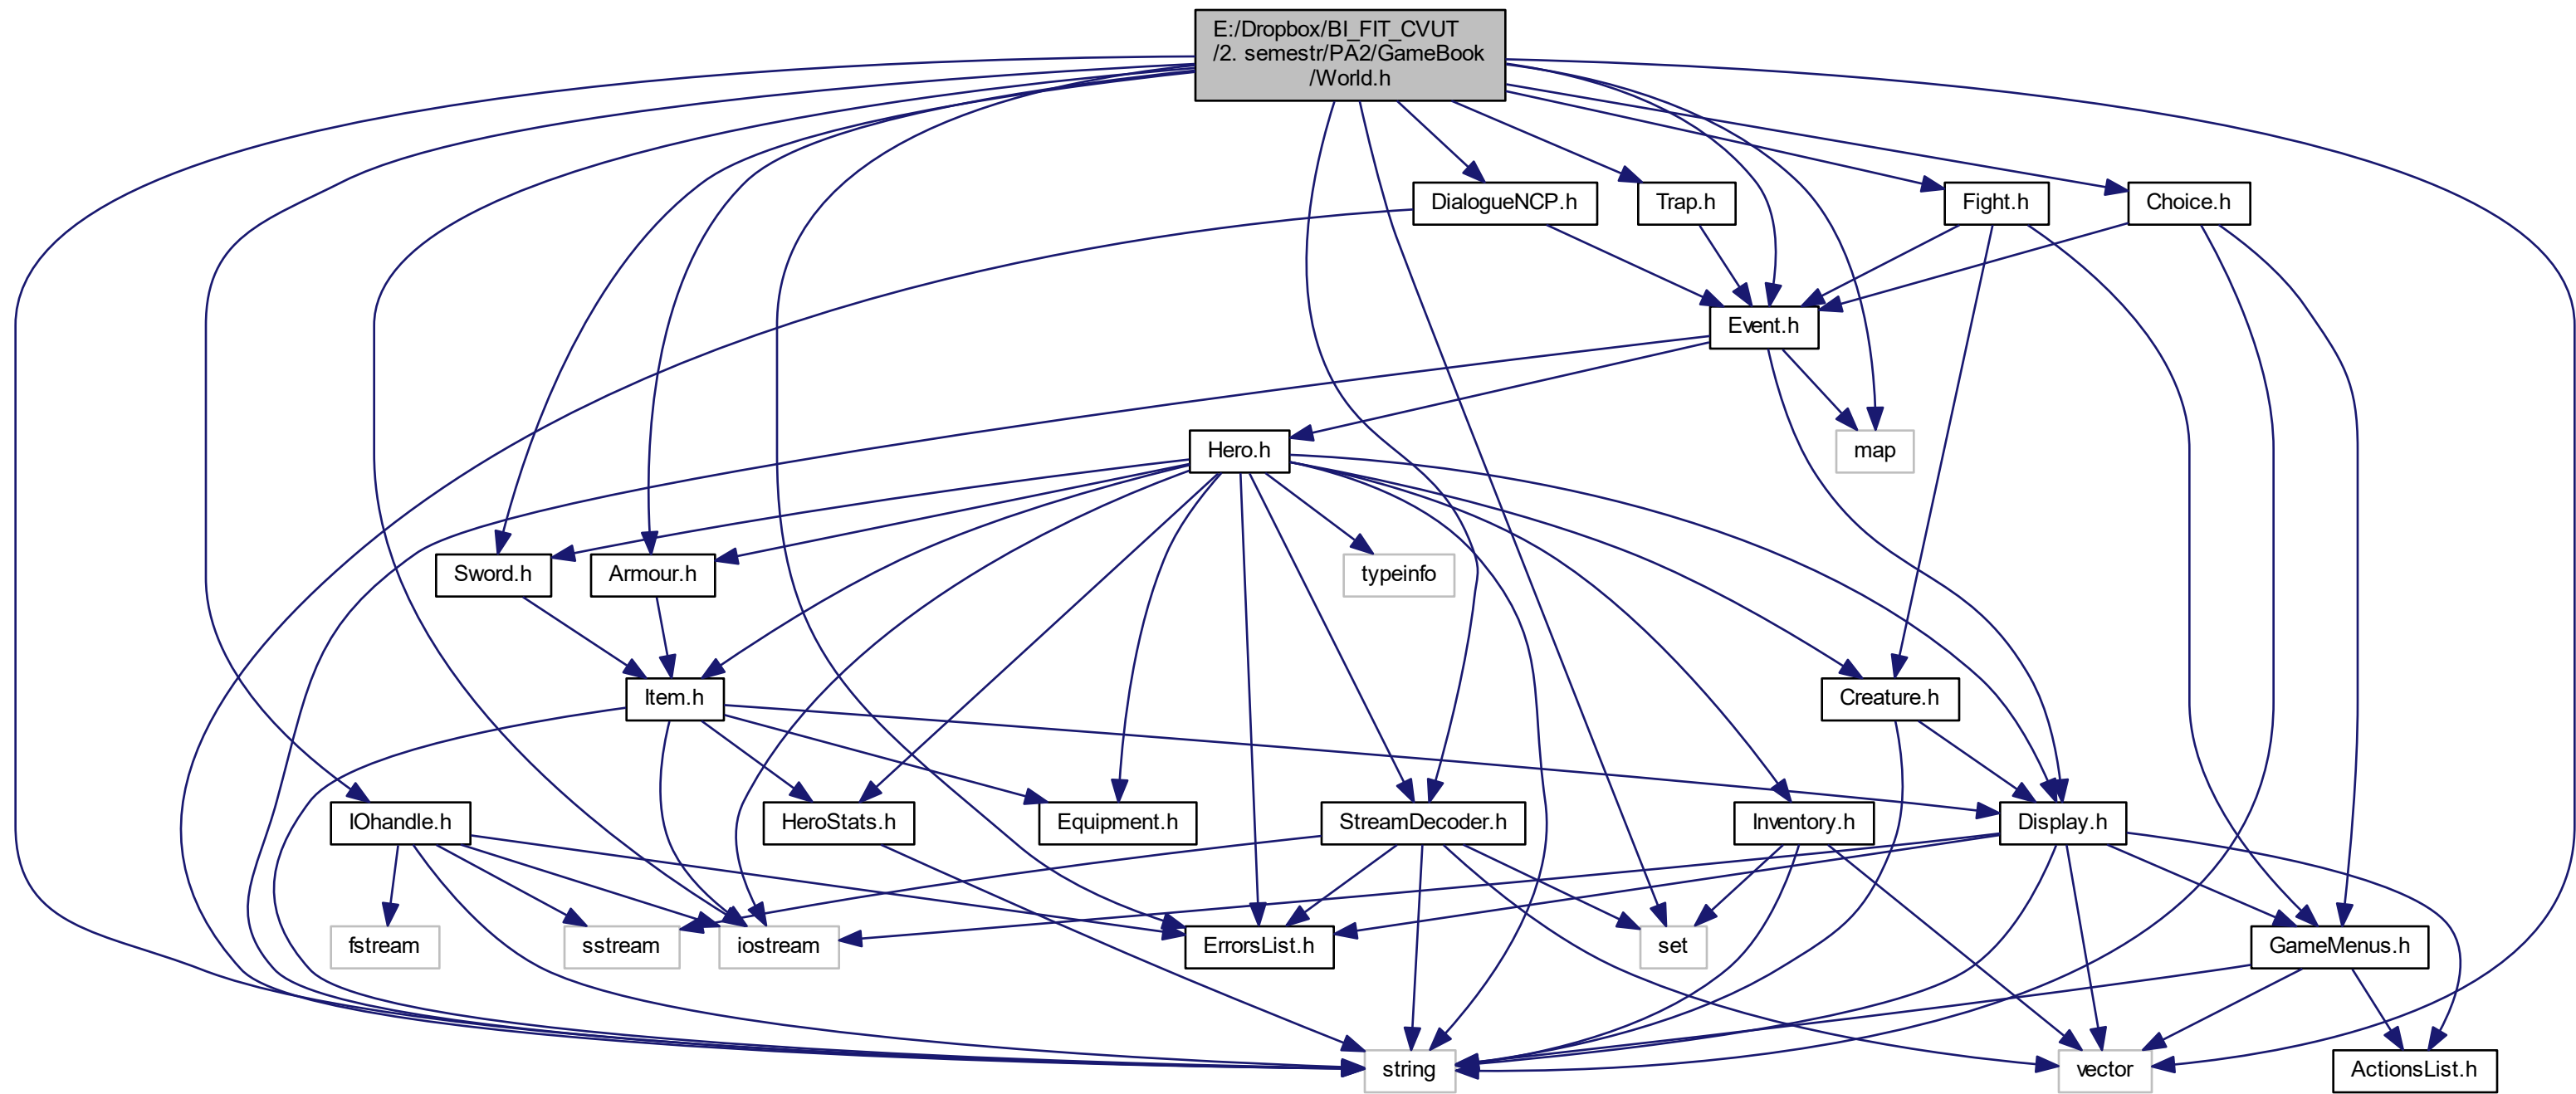 E:/Dropbox/BI_FIT_CVUT
/2. semestr/PA2/GameBook
/World.h
DialogueNCP.h
Trap.h
Fight.h
Choice.h
Event.h
Hero.h
map
Sword.h
Armour.h
typeinfo
Item.h
Creature.h
IOhandle.h
HeroStats.h
Equipment.h
StreamDecoder.h
Inventory.h
Display.h
fstream
sstream
iostream
ErrorsList.h
set
GameMenus.h
string
vector
ActionsList.h